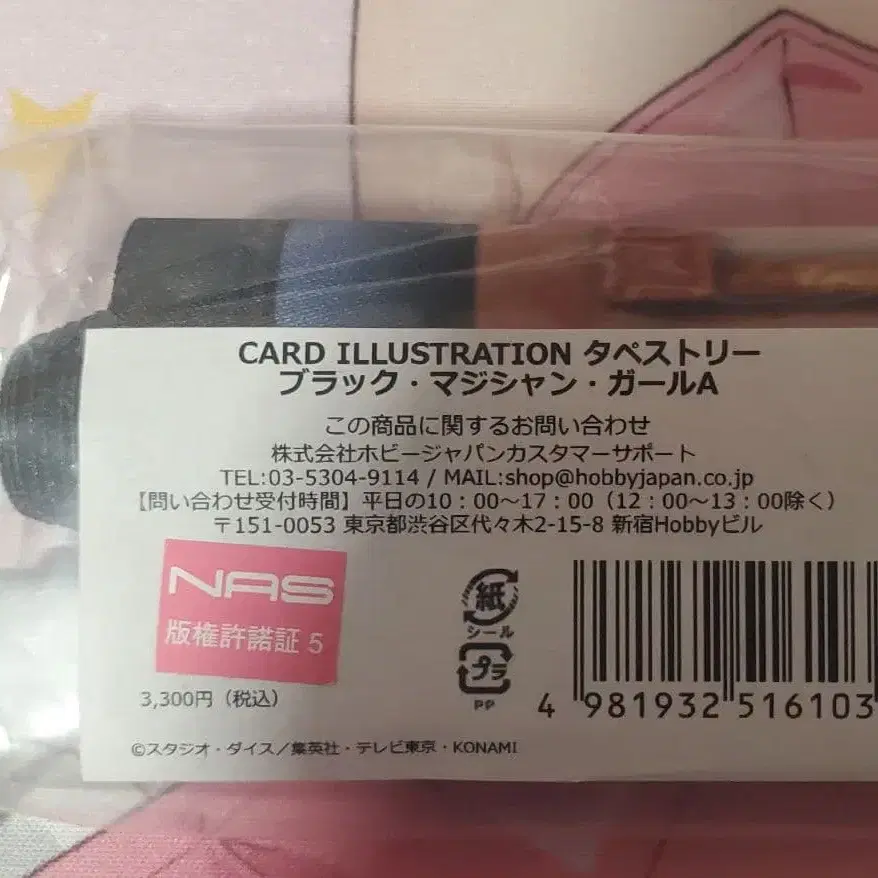 CARD ILLUSTRATION タペストリー
ブラック・マジシャン・ガールA
この商品に関するお問い合わせ
株式会社ホビージャパンカスタマーサポート
TEL:03-5304-9114 / MAIL:shop@hobbyjapan.co.jp
【問い合わせ受付時間】平日の10：00～17：00（12：00～13：00除く）
〒151-0053 東京都渋谷区代々木2-15-8 新宿Hobbyビル
NAS
版権許諾証 5
3,300円（税込）
紙
シール
プラ
PP
4 981932 516103
©スタジオ・ダイス／集英社・テレビ東京・KONAMI